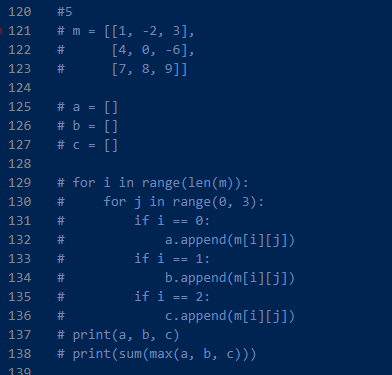 120 #5
121 # m = [[1, -2, 3],
122 #      [4, 0, -6],
123 #      [7, 8, 9]]
124
125 # a = []
126 # b = []
127 # c = []
128
129 # for i in range(len(m)):
130 #     for j in range(0, 3):
131 #         if i == 0:
132 #             a.append(m[i][j])
133 #         if i == 1:
134 #             b.append(m[i][j])
135 #         if i == 2:
136 #             c.append(m[i][j])
137 # print(a, b, c)
138 # print(sum(max(a, b, c)))
139